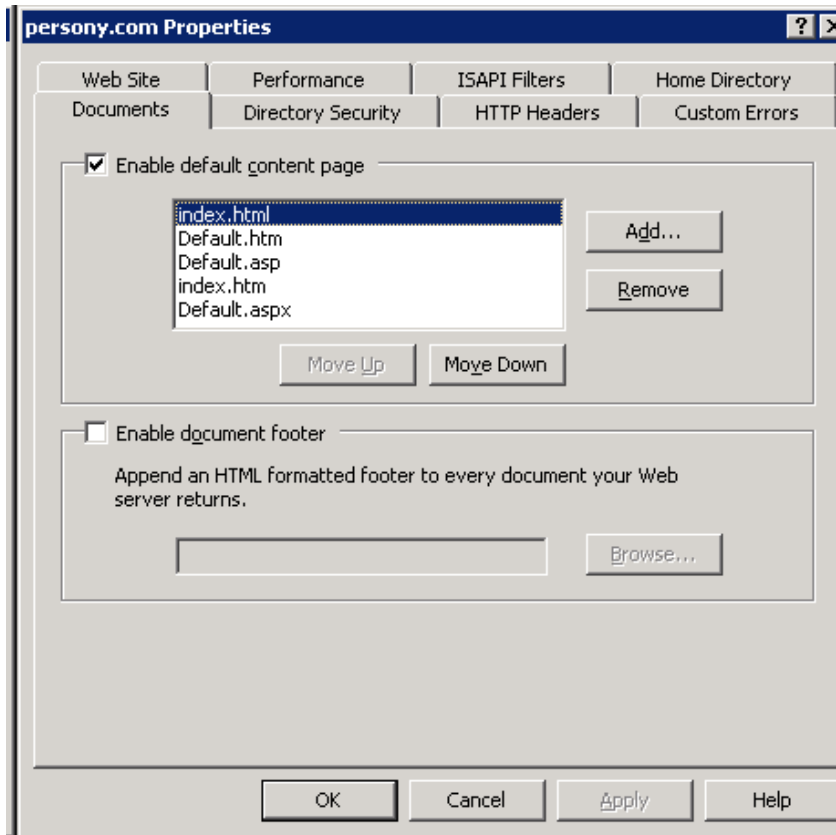 persony.com Properties
Web Site Performance ISAPI Filters Home Directory
Documents Directory Security HTTP Headers Custom Errors
Enable default content page
index.html
Default.htm
Default.asp
index.htm
Default.aspx
Add...
Remove
Move Up Move Down
Enable document footer
Append an HTML formatted footer to every document your Web
server returns.
Browse...
OK Cancel Apply Help